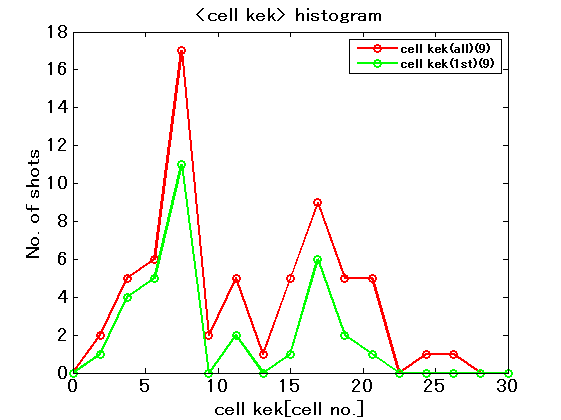 <cell kek> histogram
cell kek(all)(9)
cell kek(1st)(9)
No. of shots
18
16
14
12
10
8
6
4
2
0
0 5 10 15 20 25 30
cell kek[cell no.]